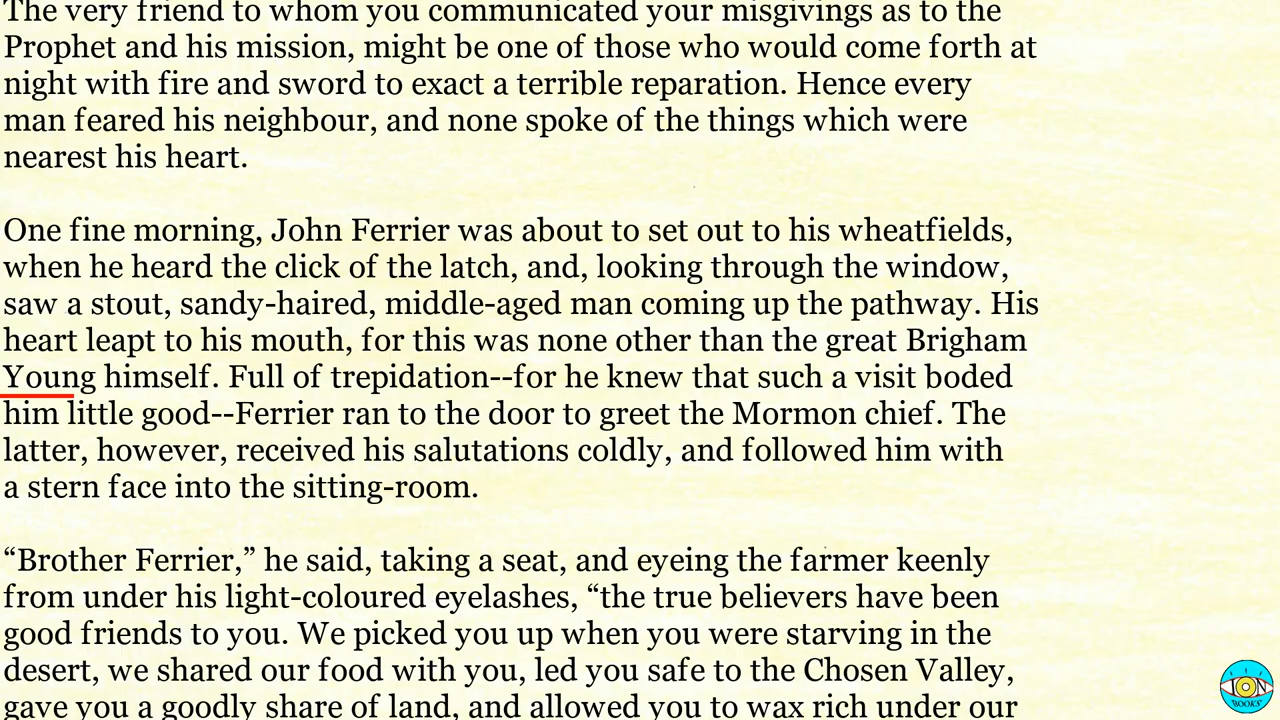 The very friend to whom you communicated your misgivings as to the
Prophet and his mission, might be one of those who would come forth at
night with fire and sword to exact a terrible reparation. Hence every
man feared his neighbour, and none spoke of the things which were
nearest his heart.
One fine morning, John Ferrier was about to set out to his wheatfields,
when he heard the click of the latch, and, looking through the window,
saw a stout, sandy-haired, middle-aged man coming up the pathway. His
heart leapt to his mouth, for this was none other than the great Brigham
Young himself. Full of trepidation--for he knew that such a visit boded
him little good--Ferrier ran to the door to greet the Mormon chief. The
latter, however, received his salutations coldly, and followed him with
a stern face into the sitting-room.
“Brother Ferrier,” he said, taking a seat, and eyeing the farmer keenly
from under his light-coloured eyelashes, “the true believers have been
good friends to you. We picked you up when you were starving in the
desert, we shared our food with you, led you safe to the Chosen Valley,
gave you a goodly share of land, and allowed you to wax rich under our
ION
BOOKS